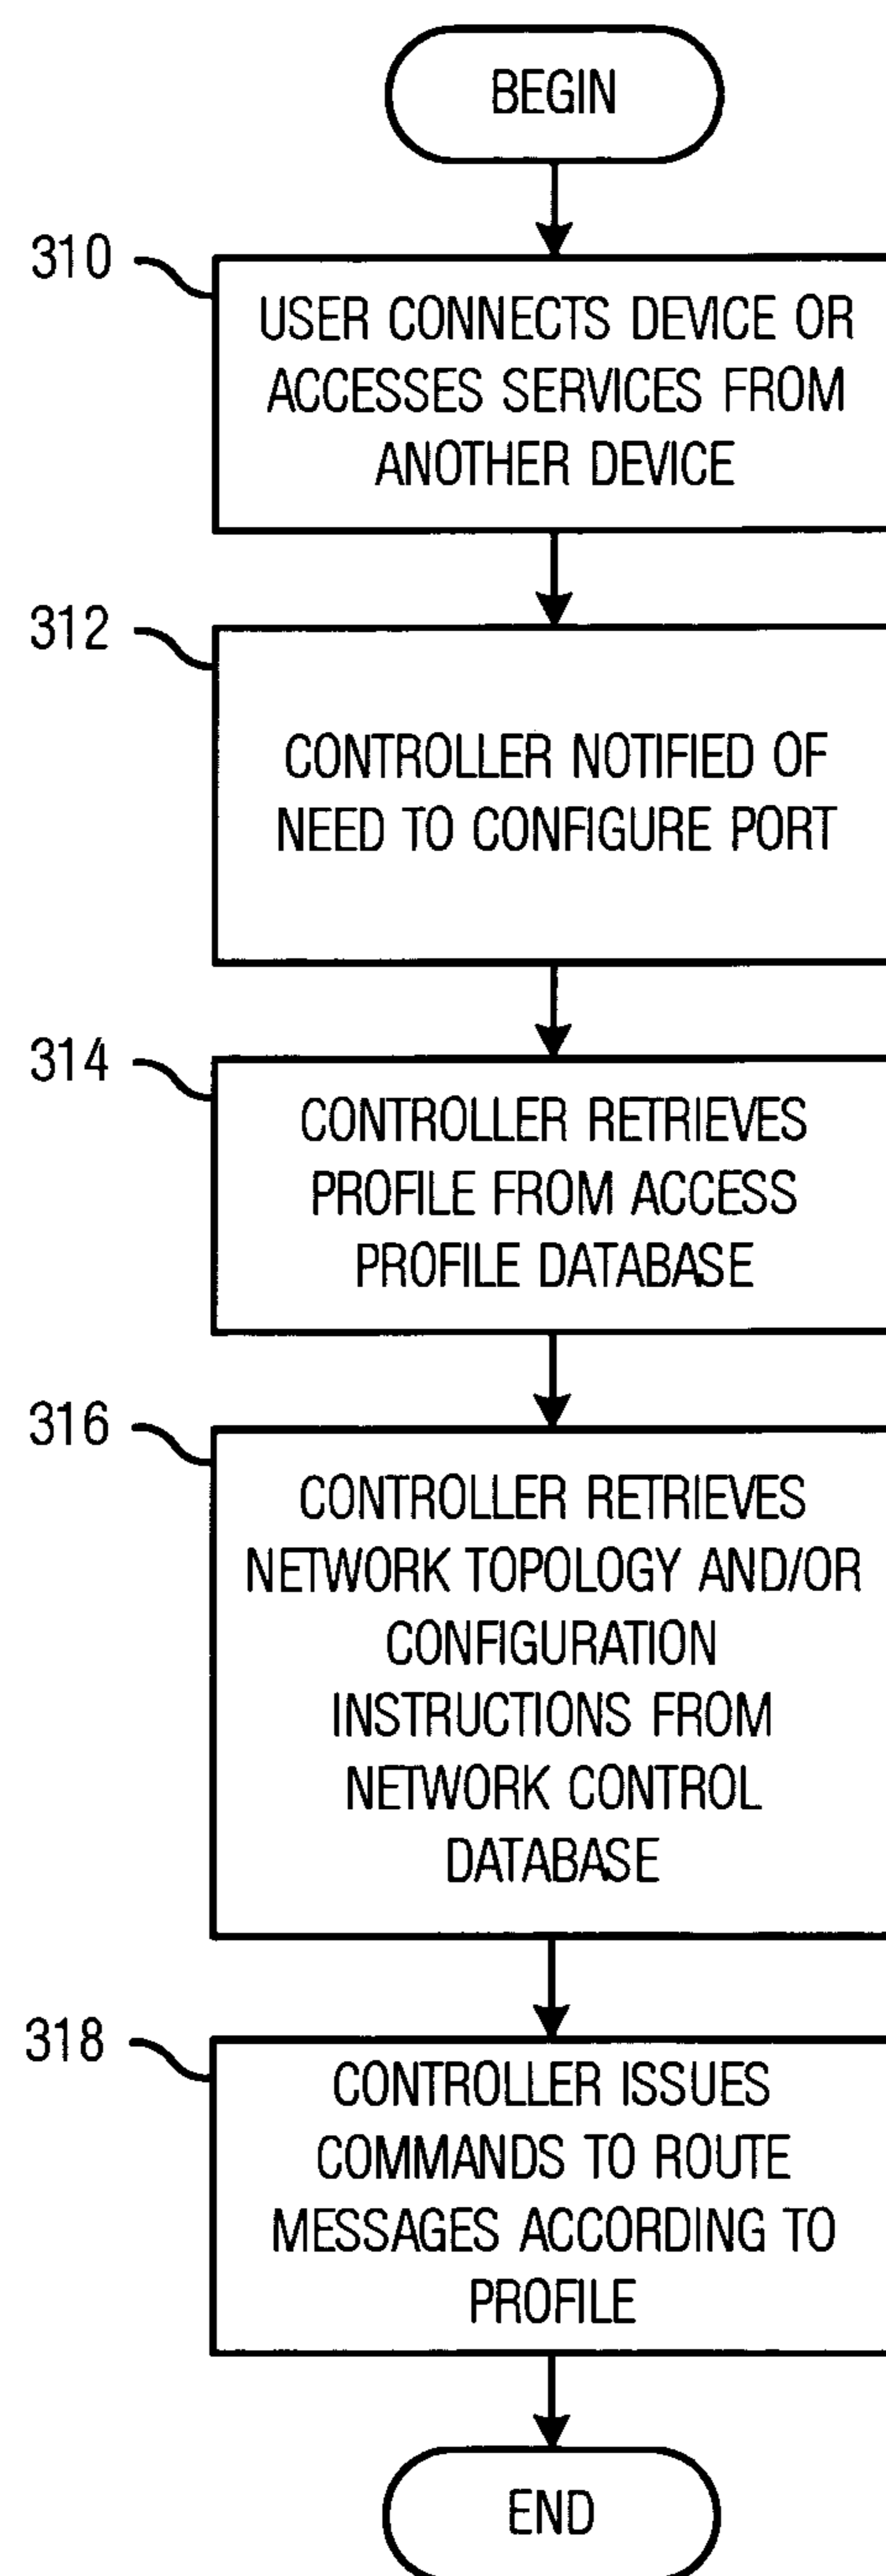 BEGIN
310
USER CONNECTS DEVICE OR
ACCESSES SERVICES FROM
ANOTHER DEVICE
312
CONTROLLER NOTIFIED OF
NEED TO CONFIGURE PORT
314
CONTROLLER RETRIEVES
PROFILE FROM ACCESS
PROFILE DATABASE
316
CONTROLLER RETRIEVES
NETWORK TOPOLOGY AND/OR
CONFIGURATION
INSTRUCTIONS FROM
NETWORK CONTROL
DATABASE
318
CONTROLLER ISSUES
COMMANDS TO ROUTE
MESSAGES ACCORDING TO
PROFILE
END